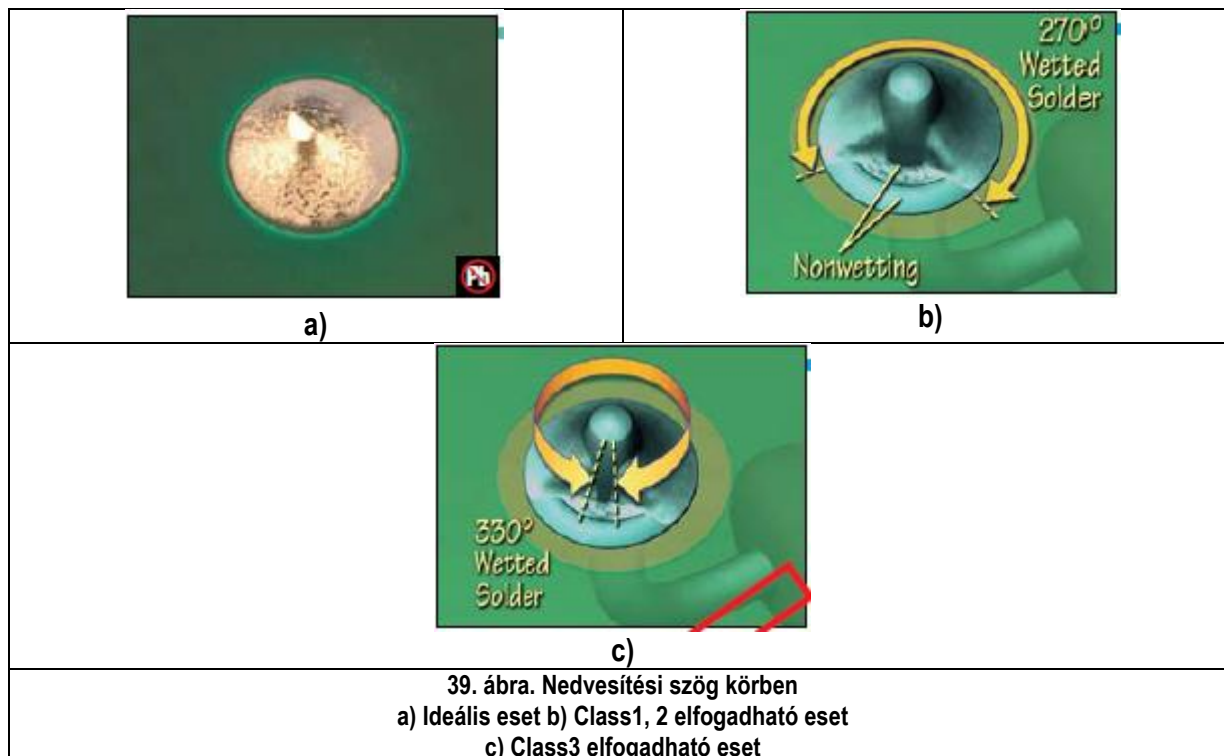 Pb
a)
270°
Wetted
Solder
Nonwetting
b)
330°
Wetted
Solder
c)
39. ábra. Nedvesítési szög körben
a) Ideális eset b) Class1, 2 elfogadható eset
c) Class3 elfogadható eset